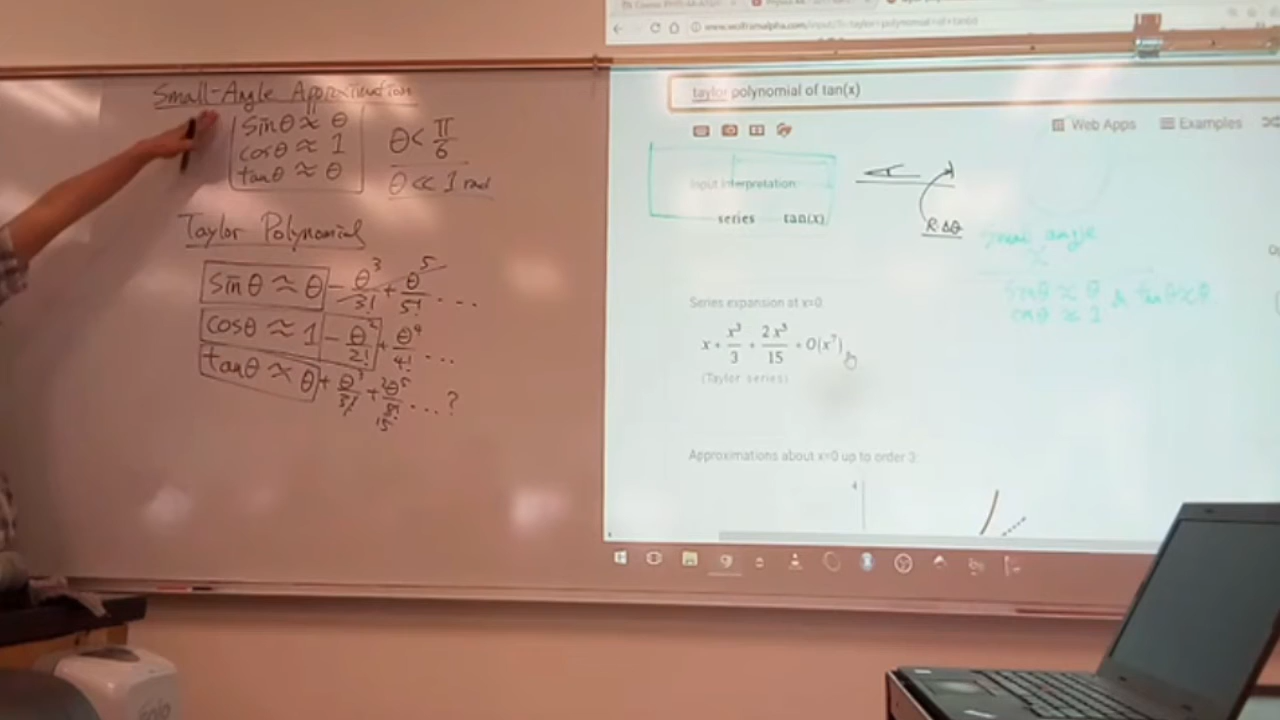 Small-Angle Approximation
sinθ ≈ θ
cosθ ≈ 1
tanθ ≈ θ
θ < π/6
θ << 1 rad
Taylor Polynomial
sinθ ≈ θ - θ³/3! + θ⁵/5! ...
cosθ ≈ 1 - θ²/2! + θ⁴/4! ...
tanθ ≈ θ + θ³/3! + 2θ⁵/15 ... ?
taylor polynomial of tan(x)
Web Apps
Examples
Input interpretation:
series tan(x)
R·Δθ
small angle
sinθ ≈ θ & tanθ ≈ θ
cosθ ≈ 1
Series expansion at x=0:
x + x³/3 + 2x⁵/15 + O(x⁷)
(Taylor series)
Approximations about x=0 up to order 3:
4